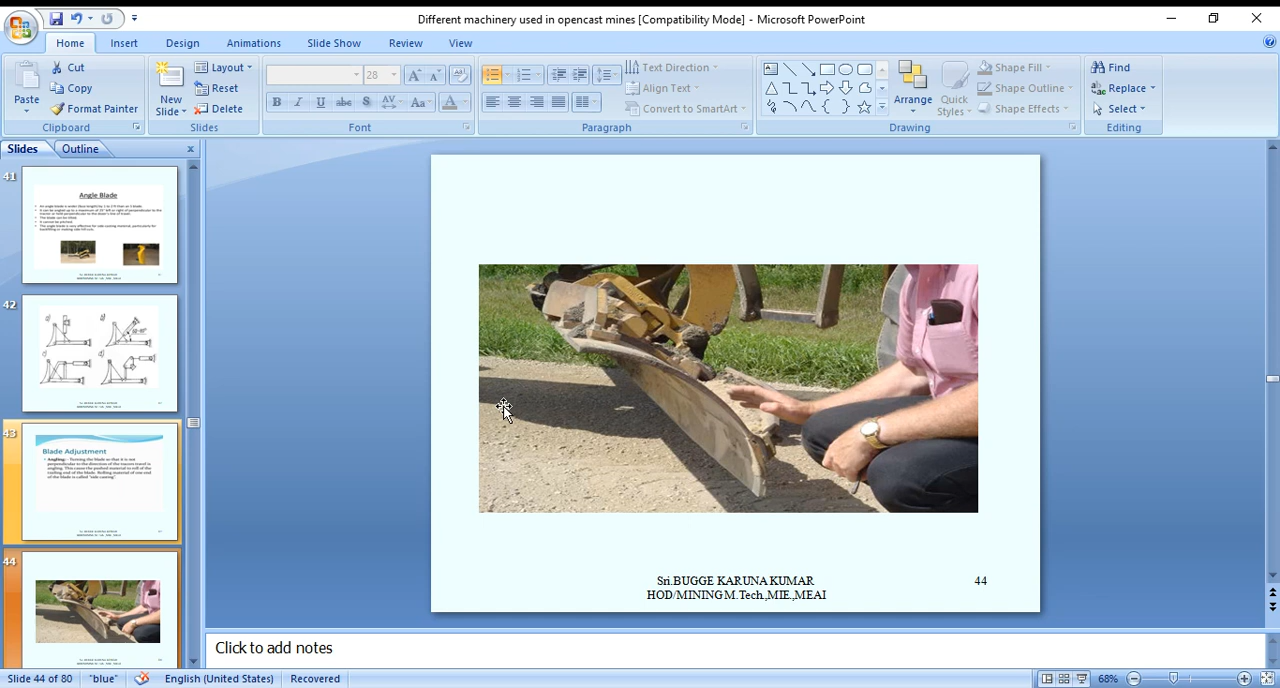 Different machinery used in opencast mines [Compatibility Mode] - Microsoft PowerPoint
Home Insert Design Animations Slide Show Review View
Paste
Cut
Copy
Format Painter
Clipboard
New Slide
Layout
Reset
Delete
Slides
28
B I U abc S AV Aa A
Font
Text Direction
Align Text
Convert to SmartArt
Paragraph
Arrange
Quick Styles
Shape Fill
Shape Outline
Shape Effects
Drawing
Find
Replace
Select
Editing
Slides Outline
41
Angle Blade
42
43
Blade Adjustment
44
Sri.BUGGE KARUNA KUMAR 44
HOD/MINING M.Tech.,MIE.,MEAI
Click to add notes
Slide 44 of 80 "blue" English (United States) Recovered 68%